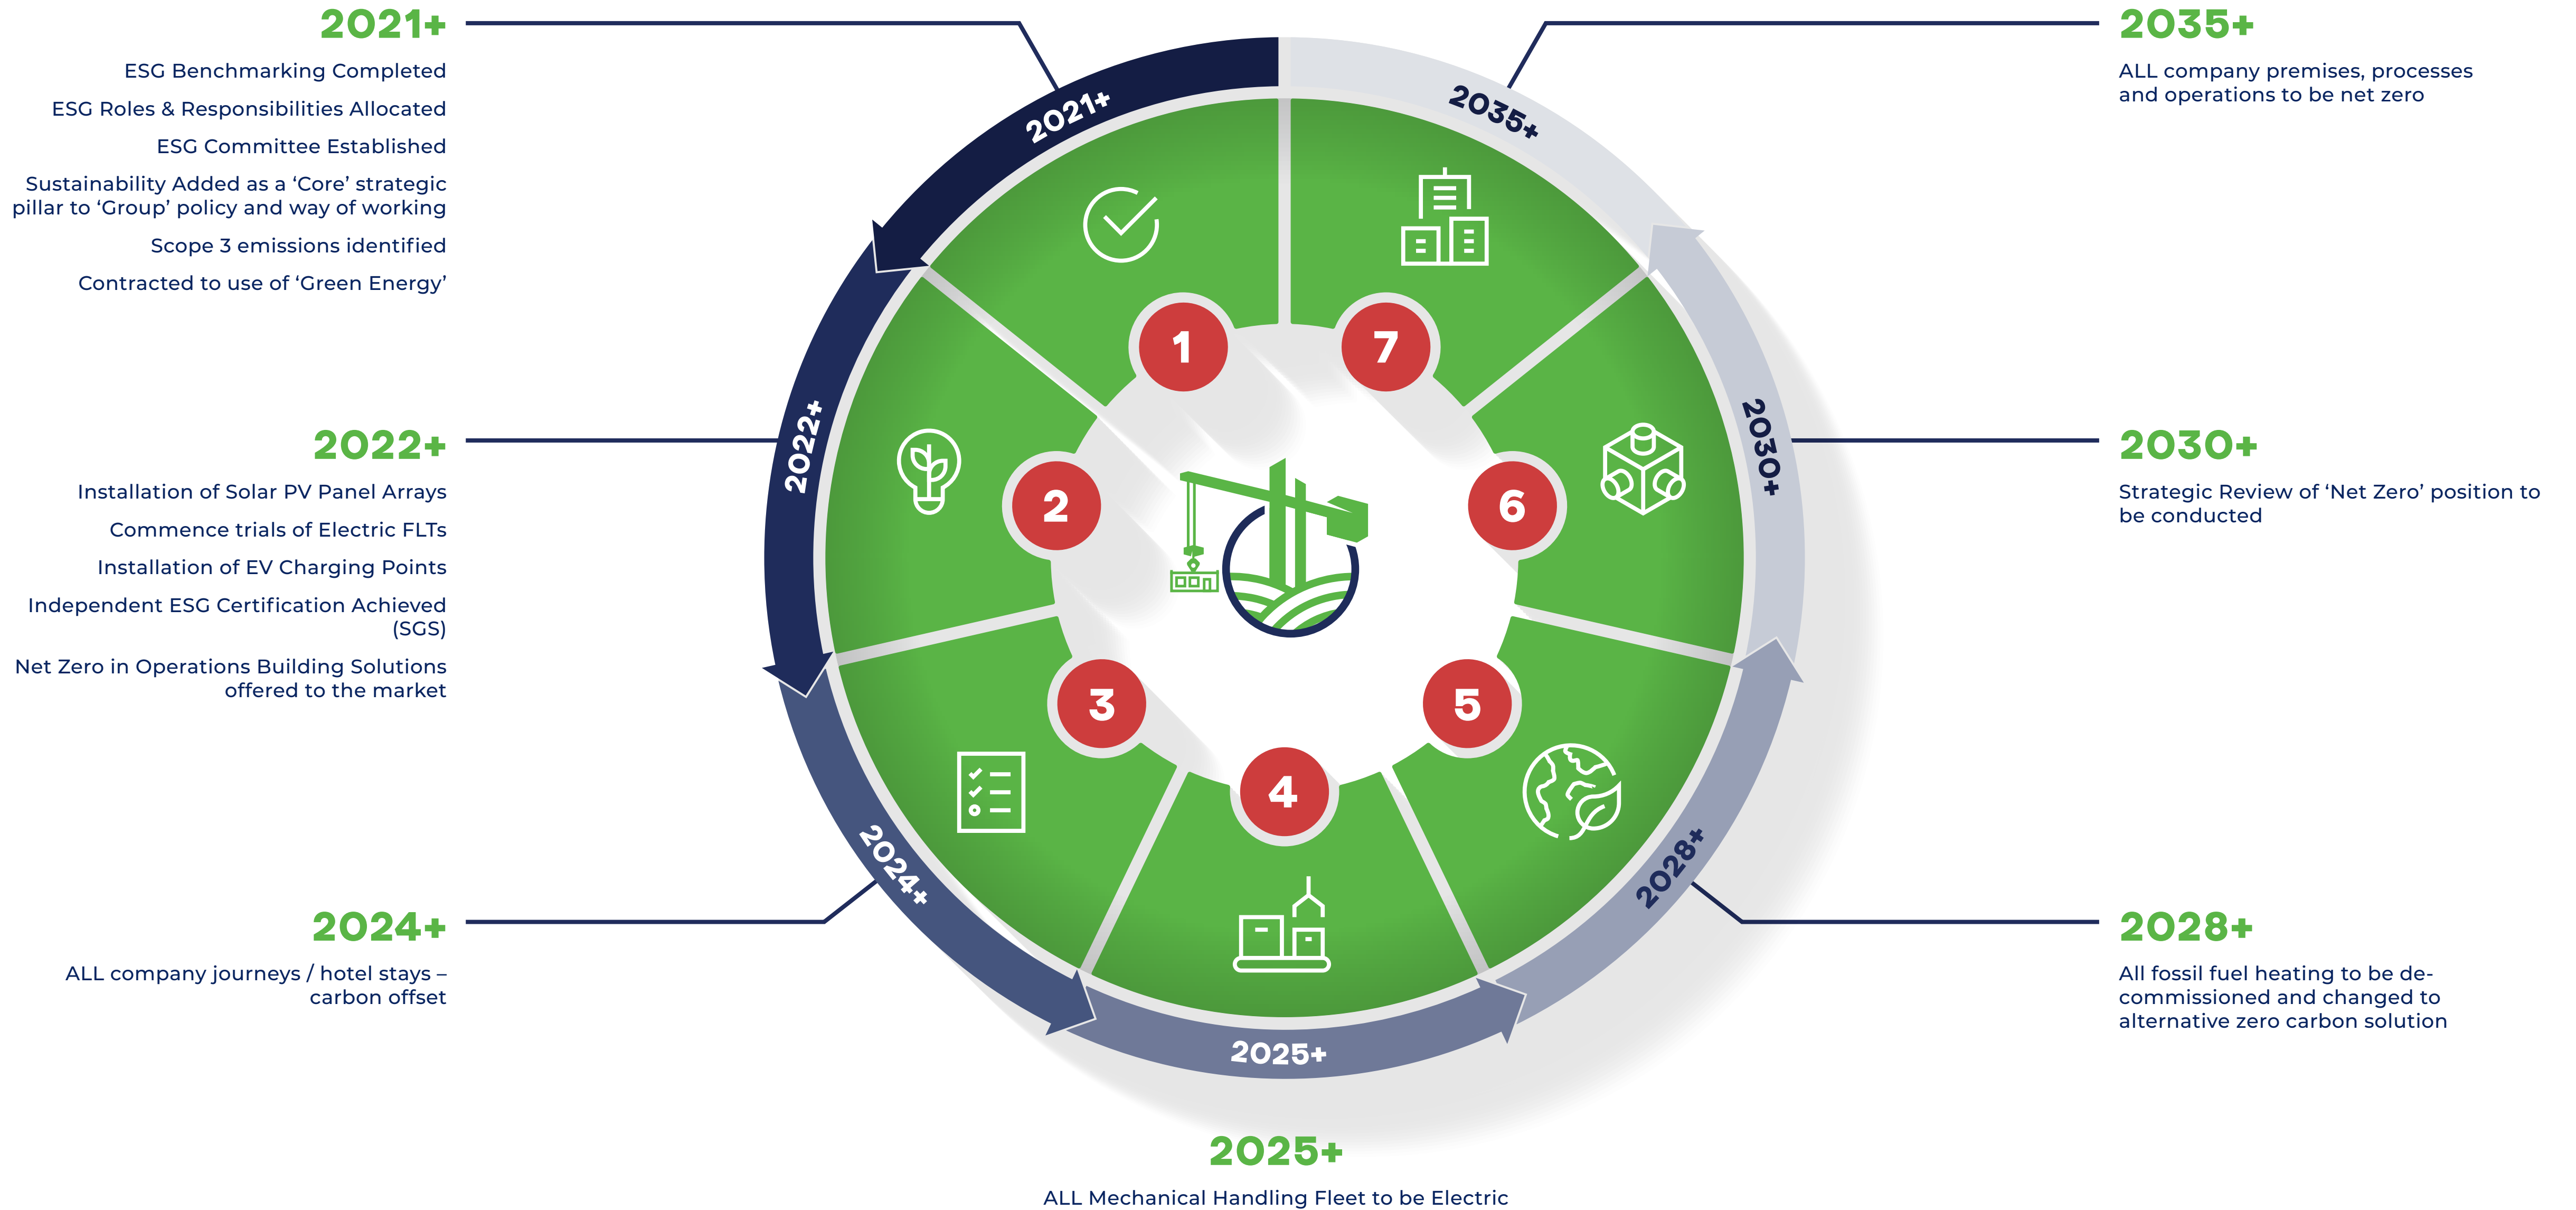 2021+
ESG Benchmarking Completed
ESG Roles & Responsibilities Allocated
ESG Committee Established
Sustainability Added as a ‘Core’ strategic
pillar to ‘Group’ policy and way of working
Scope 3 emissions identified
Contracted to use of ‘Green Energy’
2022+
Installation of Solar PV Panel Arrays
Commence trials of Electric FLTs
Installation of EV Charging Points
Independent ESG Certification Achieved
(SGS)
Net Zero in Operations Building Solutions
offered to the market
2024+
ALL company journeys / hotel stays –
carbon offset
2025+
ALL Mechanical Handling Fleet to be Electric
2028+
All fossil fuel heating to be de-
commissioned and changed to
alternative zero carbon solution
2030+
Strategic Review of ‘Net Zero’ position to
be conducted
2035+
ALL company premises, processes
and operations to be net zero
2021+
2022+
2024+
2025+
2028+
2030+
2035+
1
2
3
4
5
6
7